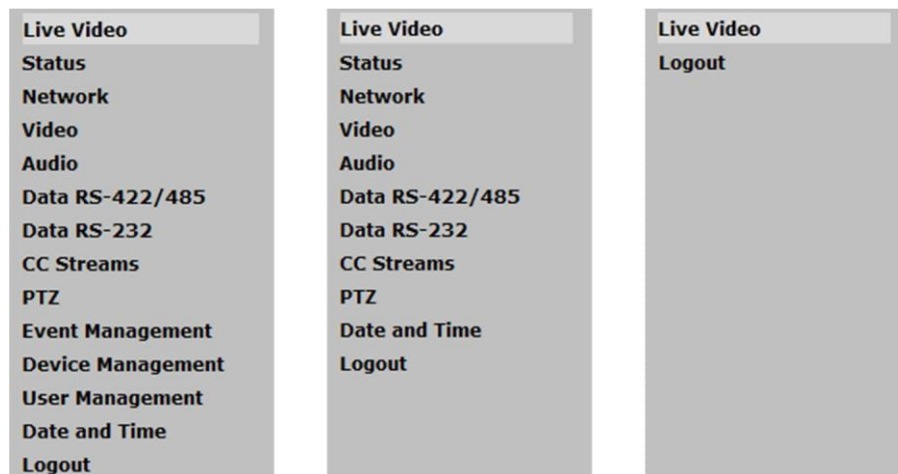 Live Video
Status
Network
Video
Audio
Data RS-422/485
Data RS-232
CC Streams
PTZ
Event Management
Device Management
User Management
Date and Time
Logout
Live Video
Status
Network
Video
Audio
Data RS-422/485
Data RS-232
CC Streams
PTZ
Date and Time
Logout
Live Video
Logout